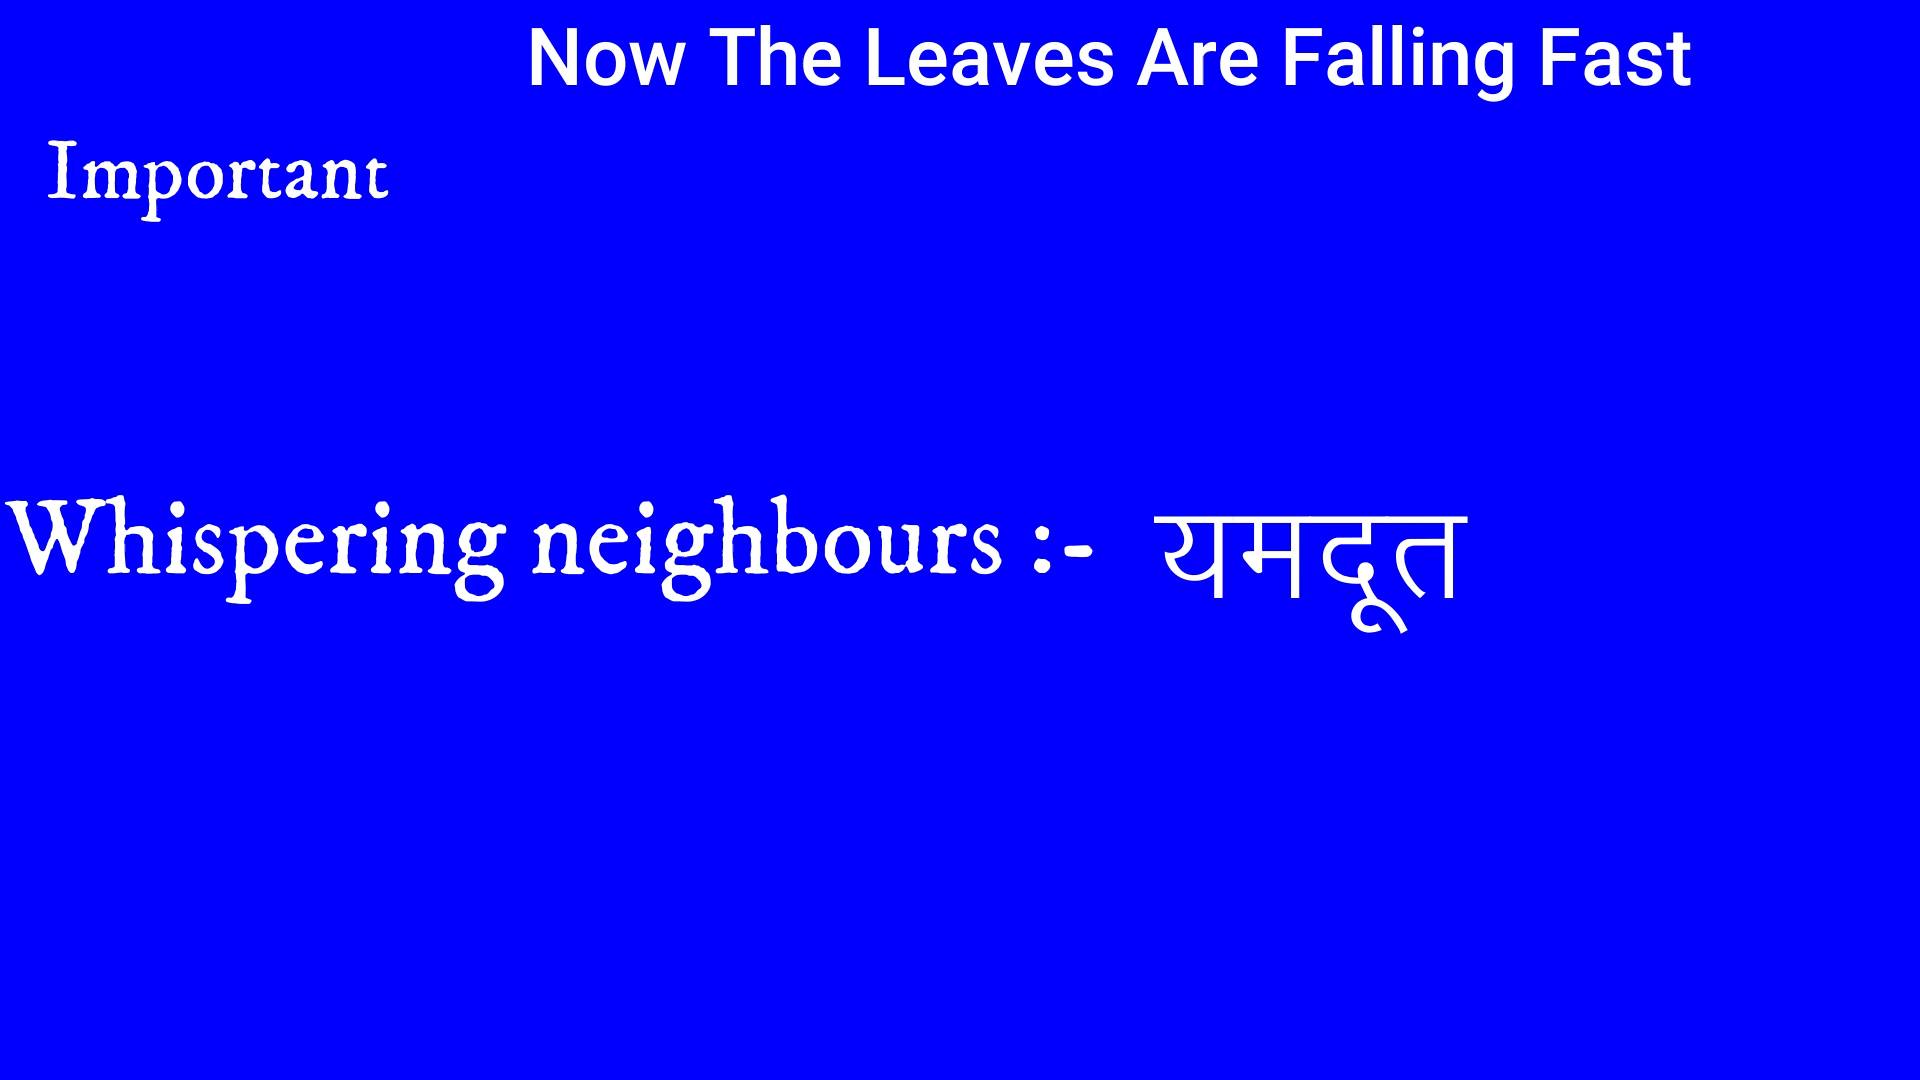 Now The Leaves Are Falling Fast
Important
Whispering neighbours :- यमदूत